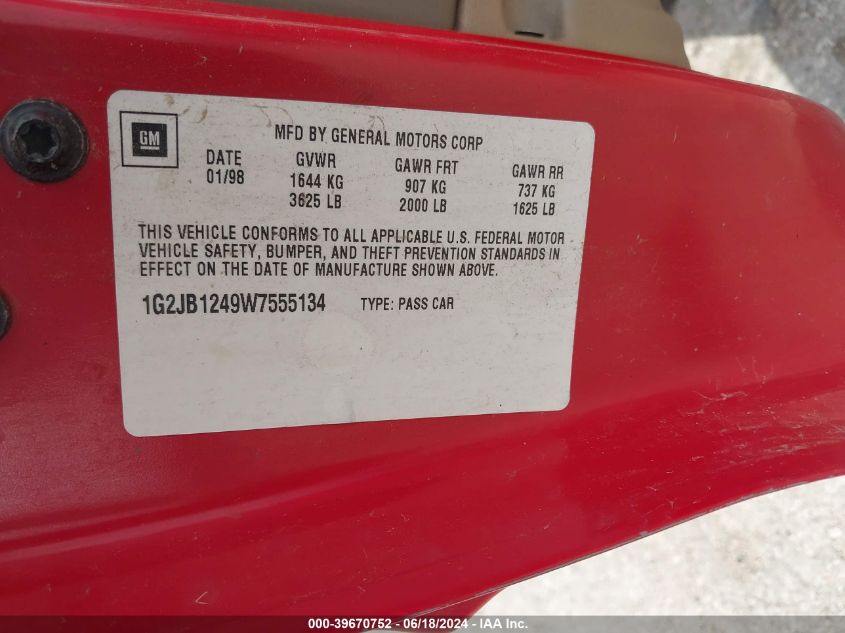 GM
MFD BY GENERAL MOTORS CORP
DATE GVWR GAWR FRT GAWR RR
01/98 1644 KG 907 KG 737 KG
3625 LB 2000 LB 1625 LB
THIS VEHICLE CONFORMS TO ALL APPLICABLE U.S. FEDERAL MOTOR
VEHICLE SAFETY, BUMPER, AND THEFT PREVENTION STANDARDS IN
EFFECT ON THE DATE OF MANUFACTURE SHOWN ABOVE.
1G2JB1249W7555134 TYPE: PASS CAR
000-39670752 - 06/18/2024 - IAA Inc.